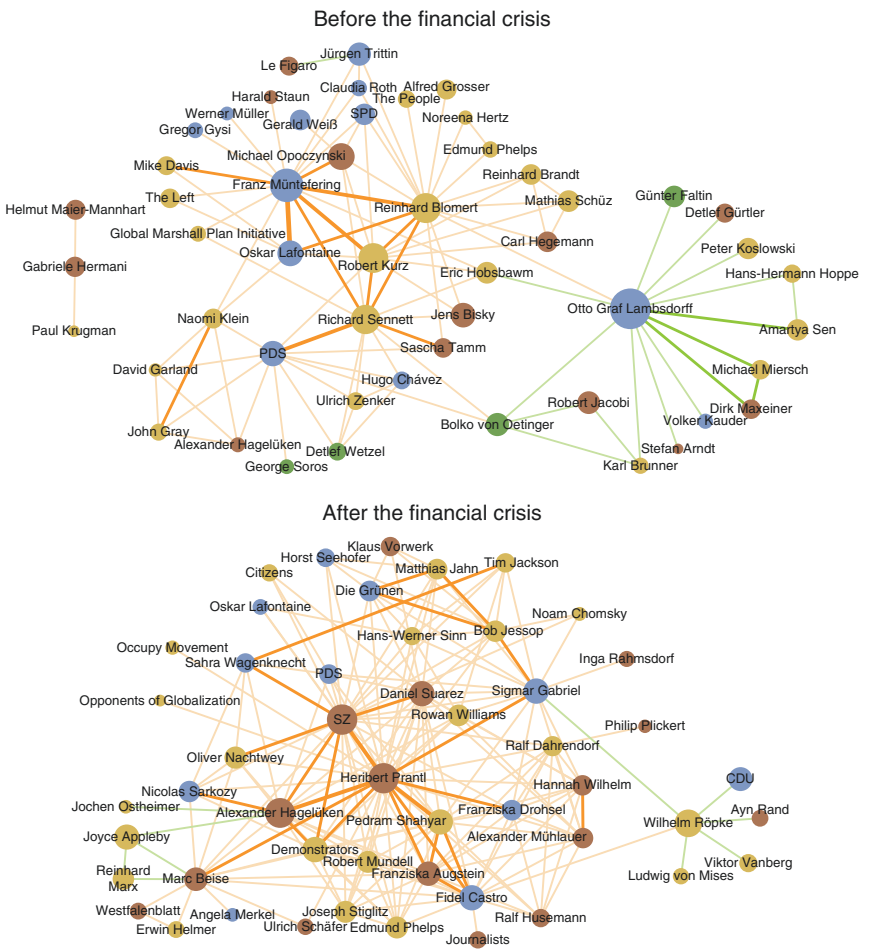 Before the financial crisis
Jürgen Trittin
Le Figaro
Claudia Roth
Alfred Grosser
Harald Staun
The People
Werner Müller
SPD
Noreena Hertz
Gregor Gysi
Gerald Weiß
Edmund Phelps
Michael Opoczynski
Mike Davis
Reinhard Brandt
Franz Müntefering
Günter Faltin
The Left
Mathias Schüz
Helmut Maier-Mannhart
Reinhard Blomert
Detlef Gürtler
Global Marshall Plan Initiative
Carl Hegemann
Peter Koslowski
Oskar Lafontaine
Gabriele Hermani
Robert Kurz
Eric Hobsbawm
Hans-Hermann Hoppe
Otto Graf Lambsdorff
Naomi Klein
Richard Sennett
Jens Bisky
Paul Krugman
Amartya Sen
PDS
Sascha Tamm
David Garland
Michael Miersch
Hugo Chávez
Ulrich Zenker
Robert Jacobi
Dirk Maxeiner
Bolko von Oetinger
Volker Kauder
John Gray
Alexander Hagelüken
Detlef Wetzel
Stefan Arndt
George Soros
Karl Brunner
After the financial crisis
Klaus Vorwerk
Horst Seehofer
Tim Jackson
Citizens
Matthias Jahn
Die Grünen
Oskar Lafontaine
Noam Chomsky
Hans-Werner Sinn
Bob Jessop
Occupy Movement
Inga Rahmsdorf
Sahra Wagenknecht
PDS
Daniel Suarez
Sigmar Gabriel
Opponents of Globalization
SZ
Rowan Williams
Philip Plickert
Ralf Dahrendorf
Oliver Nachtwey
Heribert Prantl
CDU
Hannah Wilhelm
Nicolas Sarkozy
Jochen Ostheimer
Alexander Hagelüken
Franziska Drohsel
Ayn Rand
Pedram Shahyar
Wilhelm Röpke
Joyce Appleby
Alexander Mühlauer
Demonstrators
Robert Mundell
Viktor Vanberg
Reinhard
Marx
Marc Beise
Franziska Augstein
Ludwig von Mises
Fidel Castro
Westfalenblatt
Angela Merkel
Joseph Stiglitz
Ralf Husemann
Erwin Helmer
Ulrich Schäfer
Edmund Phelps
Journalists